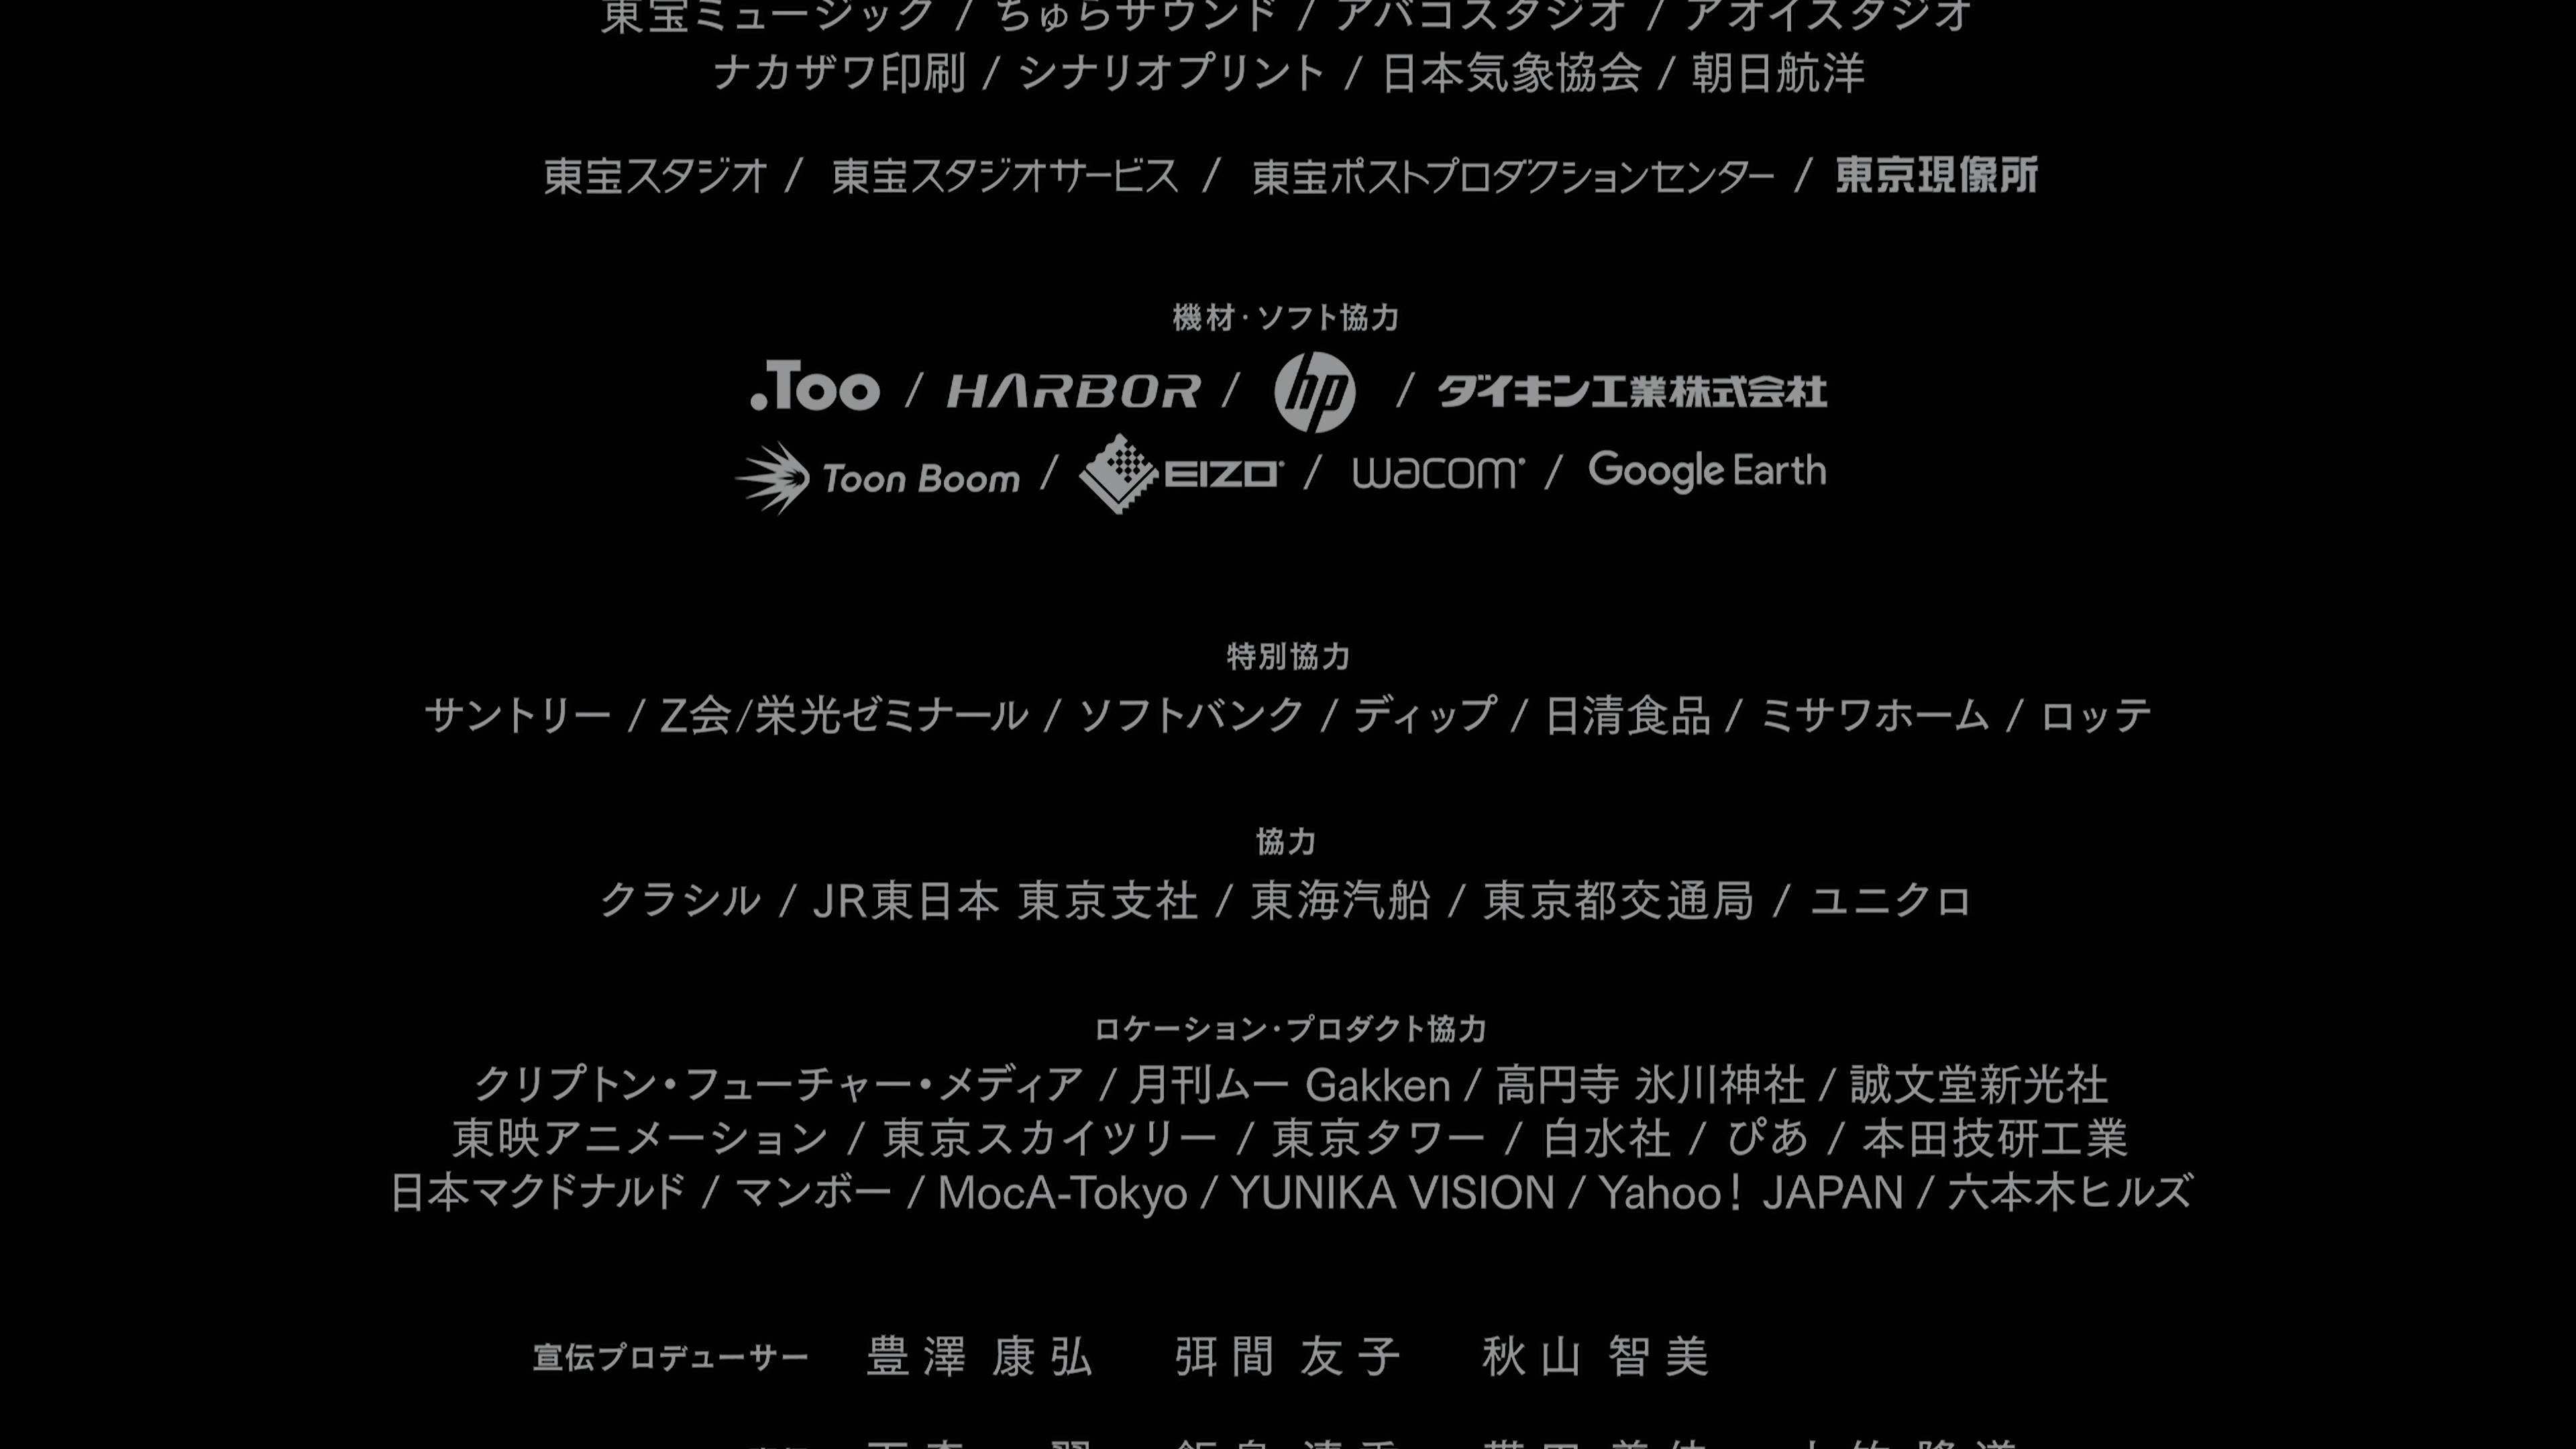 東宝ミュージック / ちゅらサウンド / アバコスタジオ / アオイスタジオ
ナカザワ印刷 / シナリオプリント / 日本気象協会 / 朝日航洋
東宝スタジオ / 東宝スタジオサービス / 東宝ポストプロダクションセンター / 東京現像所
機材・ソフト協力
.Too / HARBOR / hp / ダイキン工業株式会社
Toon Boom / EIZO / wacom / Google Earth
特別協力
サントリー / Z会/栄光ゼミナール / ソフトバンク / ディップ / 日清食品 / ミサワホーム / ロッテ
協力
クラシル / JR東日本 東京支社 / 東海汽船 / 東京都交通局 / ユニクロ
ロケーション・プロダクト協力
クリプトン・フューチャー・メディア / 月刊ムー Gakken / 高円寺 氷川神社 / 誠文堂新光社
東映アニメーション / 東京スカイツリー / 東京タワー / 白水社 / ぴあ / 本田技研工業
日本マクドナルド / マンボー / MocA-Tokyo / YUNIKA VISION / Yahoo! JAPAN / 六本木ヒルズ
宣伝プロデューサー 豊澤 康弘 弭間 友子 秋山 智美